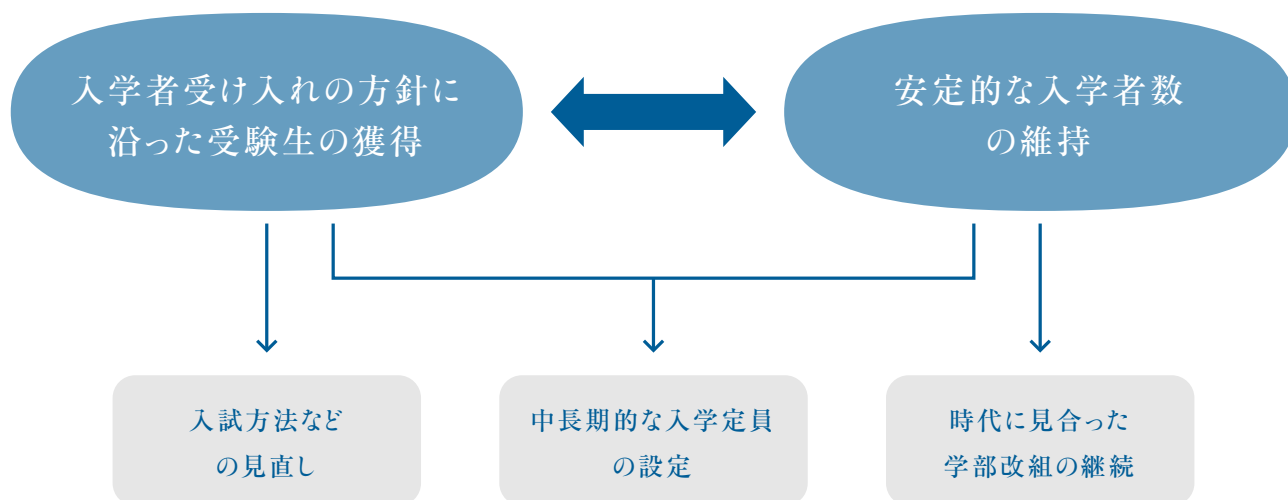 入学者受け入れの方針に
沿った受験生の獲得
安定的な入学者数
の維持
入試方法など
の見直し
中長期的な入学定員
の設定
時代に見合った
学部改組の継続